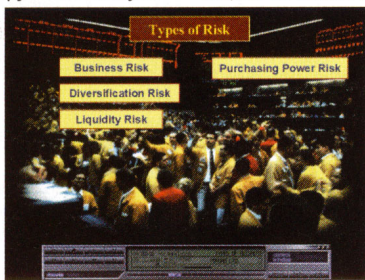 Types of Risk
Business Risk
Purchasing Power Risk
Diversification Risk
Liquidity Risk